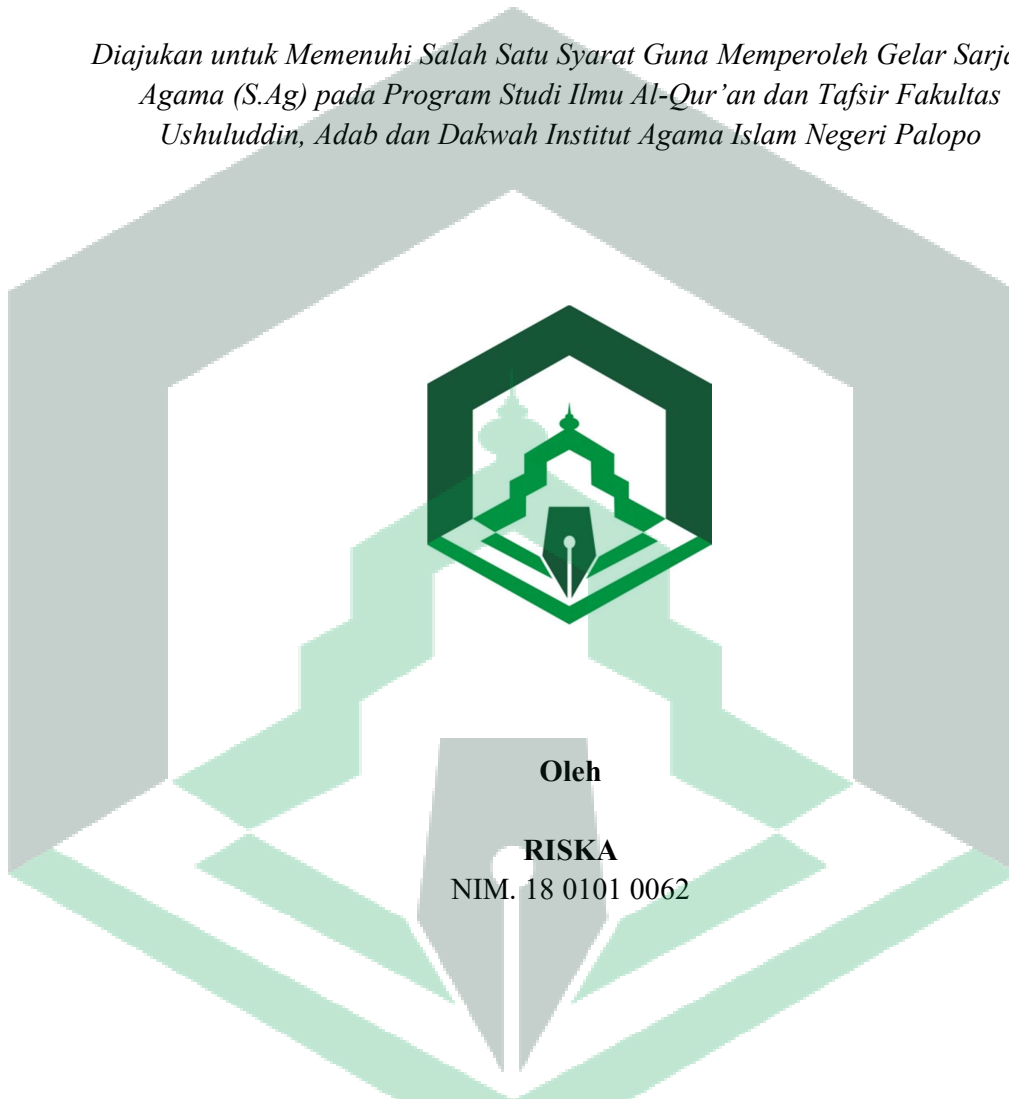 Diajukan untuk Memenuhi Salah Satu Syarat Guna Memperoleh Gelar Sarja
Agama (S.Ag) pada Program Studi Ilmu Al-Qur’an dan Tafsir Fakultas
Ushuluddin, Adab dan Dakwah Institut Agama Islam Negeri Palopo
Oleh
RISKA
NIM. 18 0101 0062